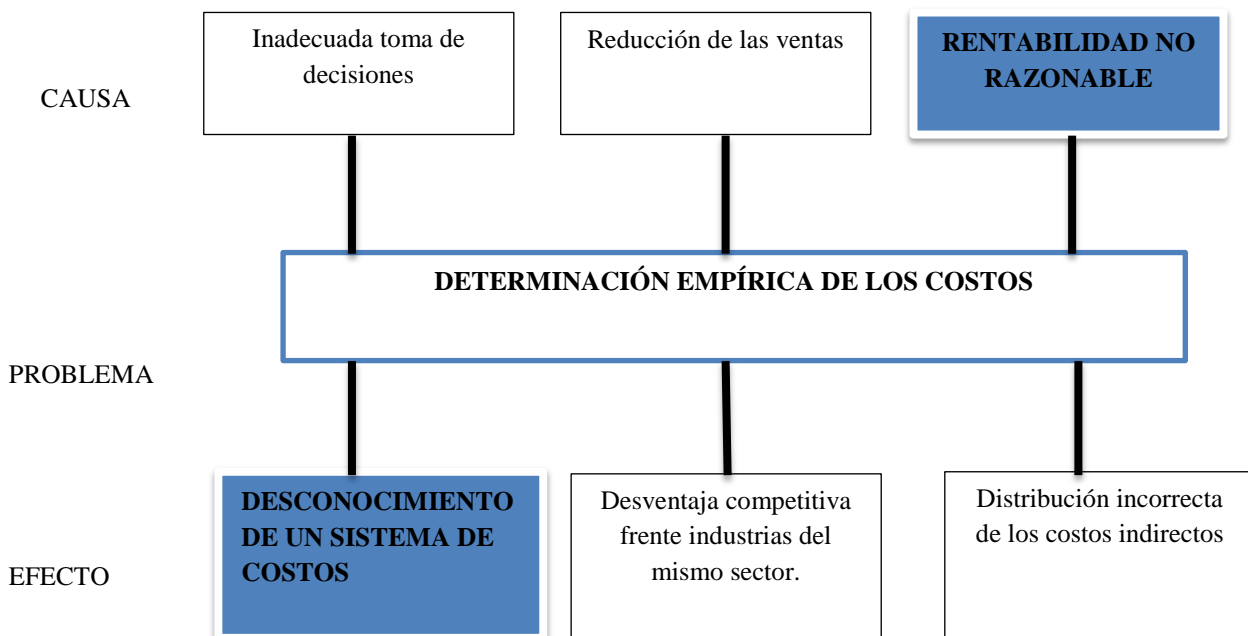 Inadecuada toma de
decisiones
Reducción de las ventas
RENTABILIDAD NO
RAZONABLE
CAUSA
DETERMINACIÓN EMPÍRICA DE LOS COSTOS
PROBLEMA
DESCONOCIMIENTO
DE UN SISTEMA DE
COSTOS
Desventaja competitiva
frente industrias del
mismo sector.
Distribución incorrecta
de los costos indirectos
EFECTO